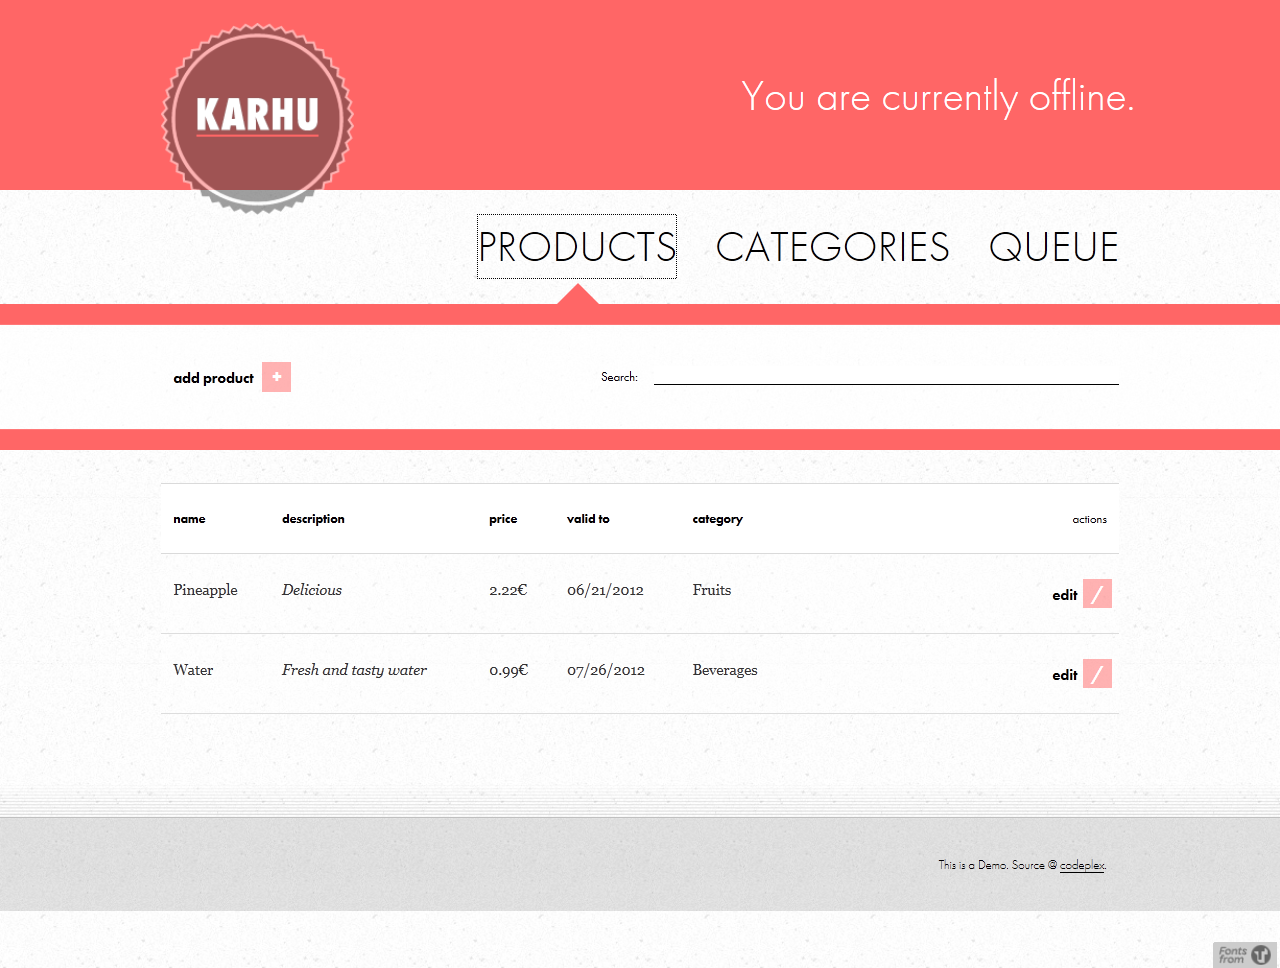 KARHU
You are currently offline.
PRODUCTS CATEGORIES QUEUE
add product + Search:
name description price valid to category actions
Pineapple Delicious 2.22€ 06/21/2012 Fruits edit /
Water Fresh and tasty water 0.99€ 07/26/2012 Beverages edit /
This is a Demo. Source @ codeplex.
Fonts
from